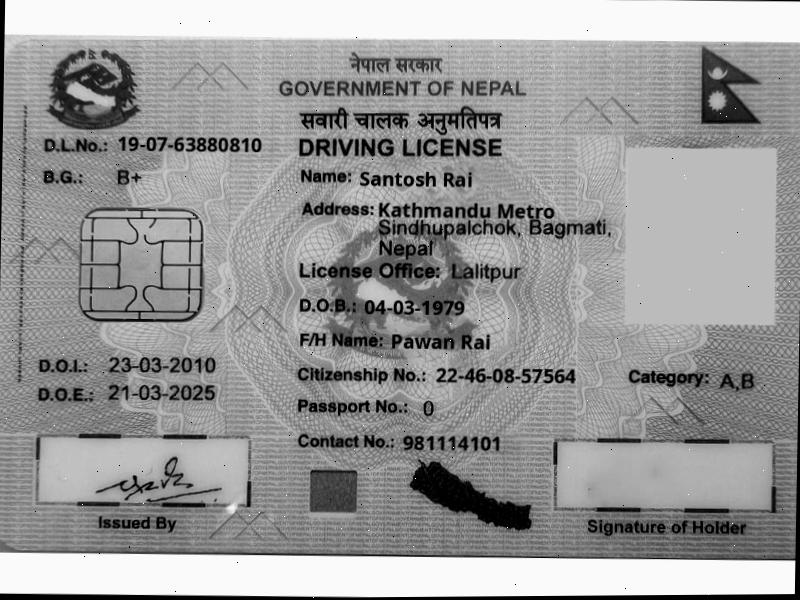 नेपाल सरकार
GOVERNMENT OF NEPAL
सवारी चालक अनुमतिपत्र
DRIVING LICENSE
D.L.No.: 19-07-63880810
B.G.: B+
Name: Santosh Rai
Address: Kathmandu Metro
Sindhupalchok, Bagmati,
Nepal
License Office: Lalitpur
D.O.B.: 04-03-1979
F/H Name: Pawan Rai
D.O.I.: 23-03-2010
Citizenship No.: 22-46-08-57564
Category: A,B
D.O.E.: 21-03-2025
Passport No.: 0
Contact No.: 981114101
Issued By
Signature of Holder